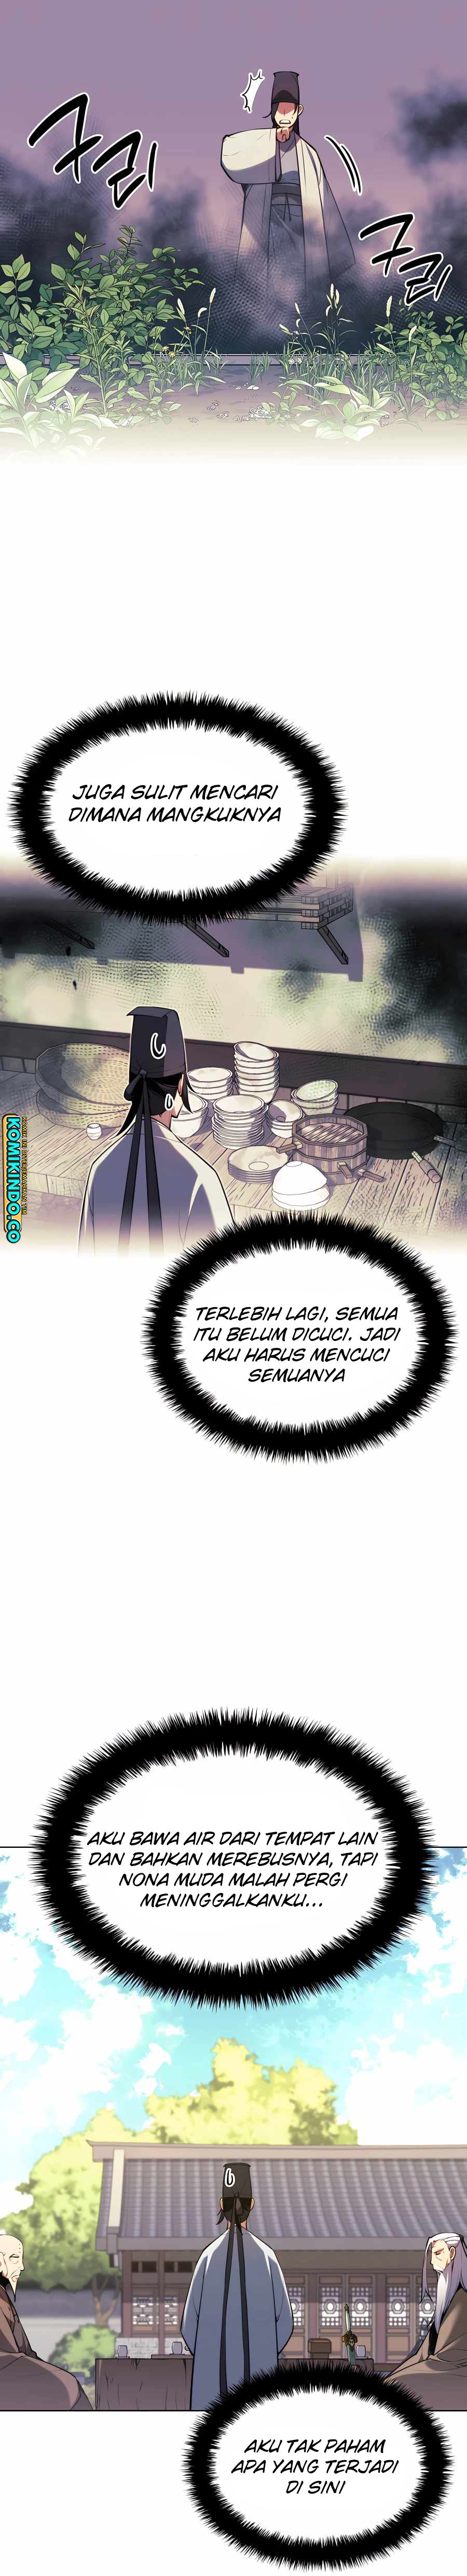 구리
구리
JUGA SULIT MENCARI
DIMANA MANGKUKNYA
KOMIKINDO.CO
TERLEBIH LAGI, SEMUA
ITU BELUM DICUCI. JADI
AKU HARUS MENCUCI
SEMUANYA
AKU BAWA AIR DARI TEMPAT LAIN
DAN BAHKAN MEREBUSNYA, TAPI
NONA MUDA MALAH PERGI
MENINGGALKANKU...
AKU TAK PAHAM
APA YANG TERJADI
DI SINI